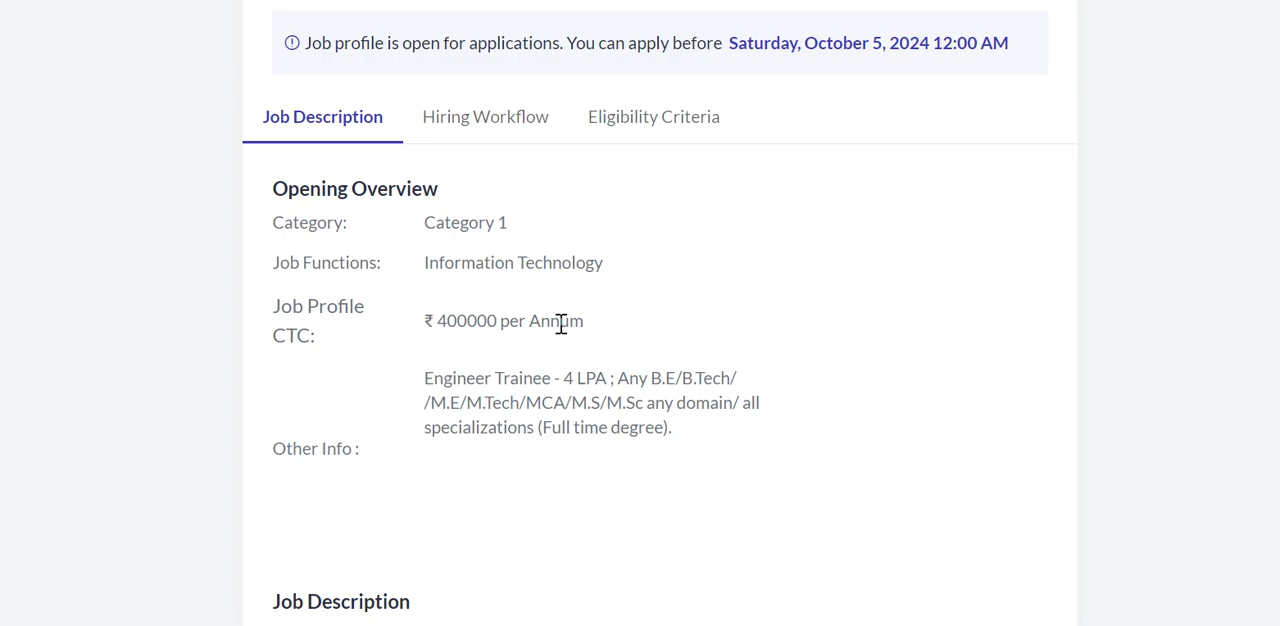 Job profile is open for applications. You can apply before Saturday, October 5, 2024 12:00 AM
Job Description Hiring Workflow Eligibility Criteria
Opening Overview
Category: Category 1
Job Functions: Information Technology
Job Profile
CTC:
₹ 400000 per Annum
Engineer Trainee - 4 LPA ; Any B.E/B.Tech/
/M.E/M.Tech/MCA/M.S/M.Sc any domain/ all
specializations (Full time degree).
Other Info :
Job Description